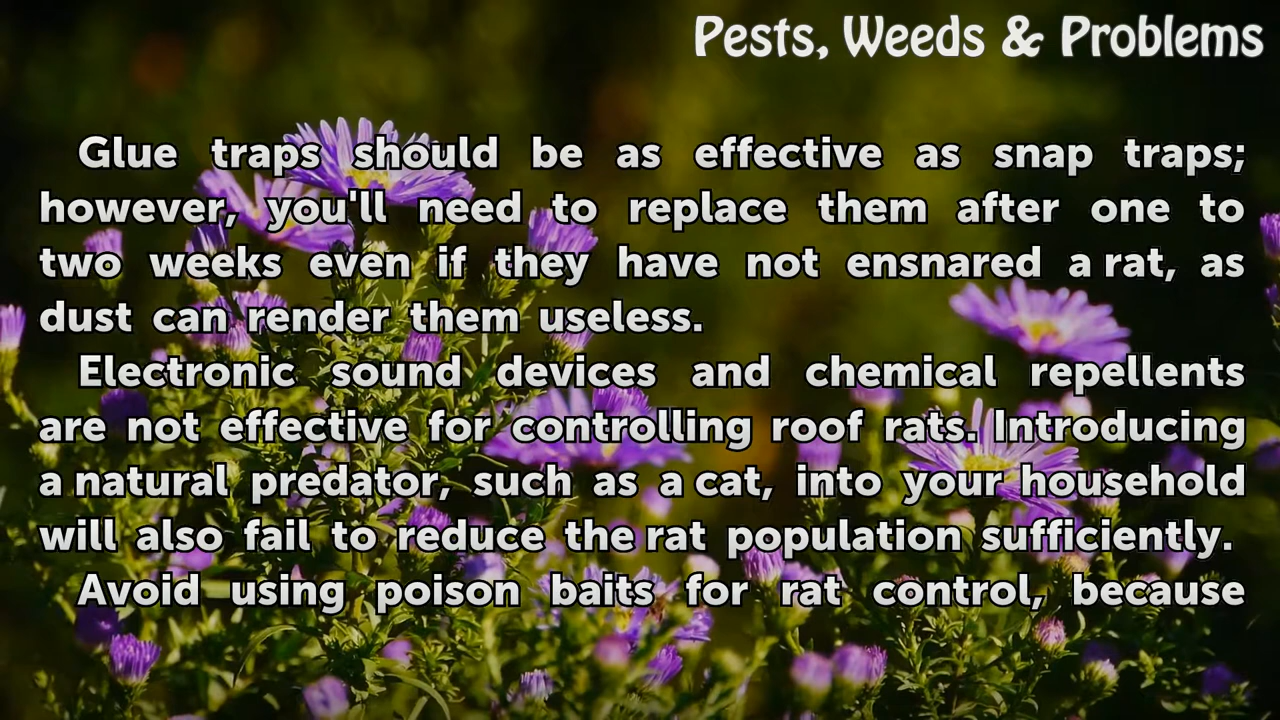 Pests, Weeds & Problems
Glue traps should be as effective as snap traps;
however, you'll need to replace them after one to
two weeks even if they have not ensnared a rat, as
dust can render them useless.
Electronic sound devices and chemical repellents
are not effective for controlling roof rats. Introducing
a natural predator, such as a cat, into your household
will also fail to reduce the rat population sufficiently.
Avoid using poison baits for rat control, because